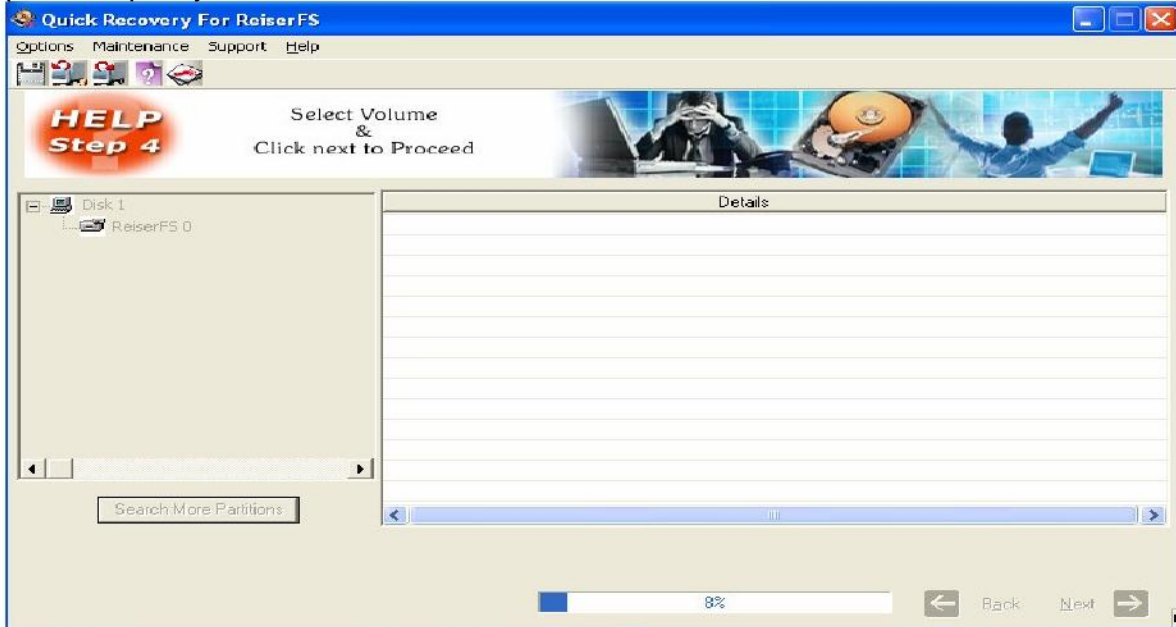 Quick Recovery For ReiserFS
Options Maintenance Support Help
HELP
Step 4
Select Volume
&
Click next to Proceed
Disk 1
ReiserFS 0
Details
Search More Partitions
8%
Back Next